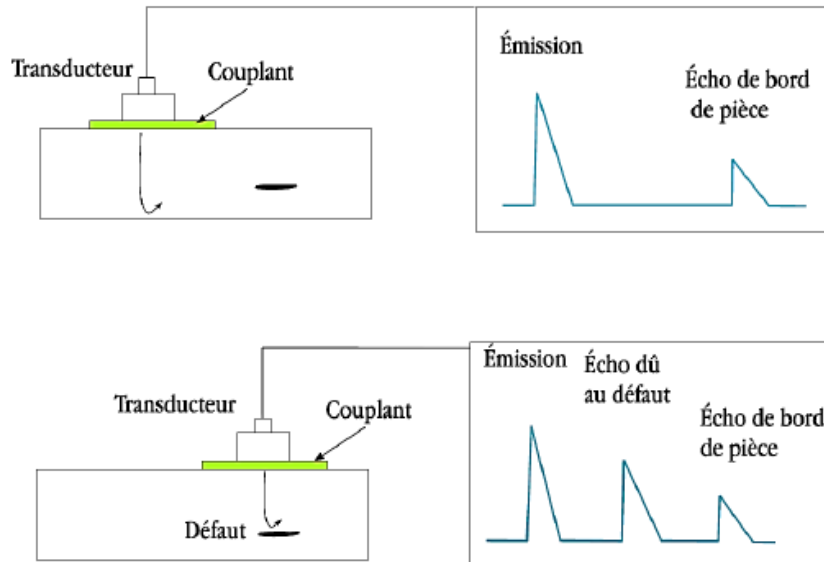 Émission
Transducteur
Couplant
Écho de bord
de pièce
Émission
Écho dû
au défaut
Transducteur
Couplant
Écho de bord
de pièce
Défaut